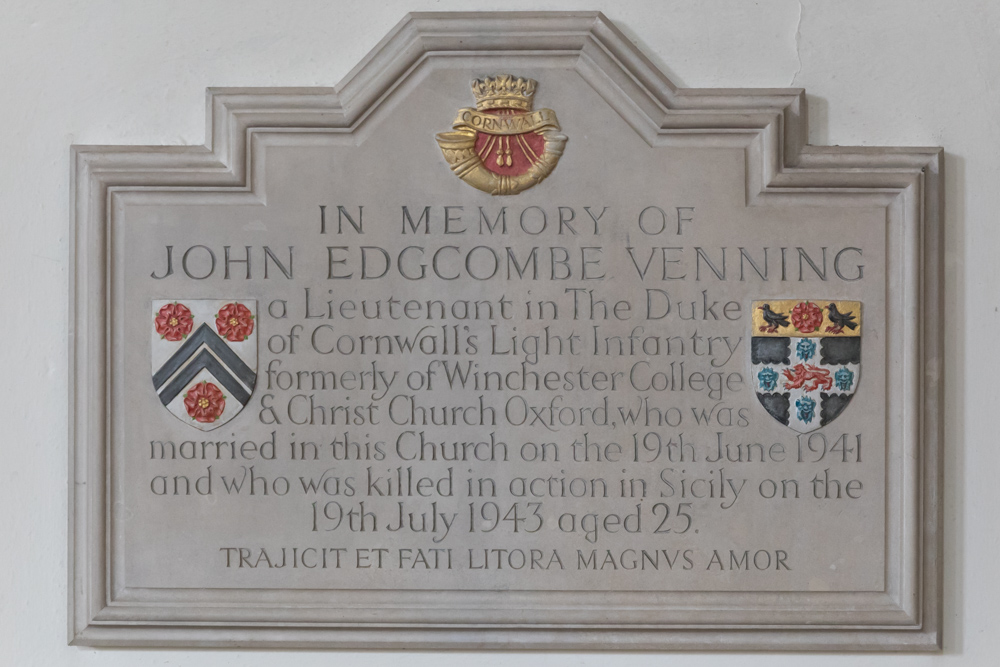 CORNWALL
IN MEMORY OF
JOHN EDGCOMBE VENNING
a Lieutenant in The Duke
of Cornwall's Light Infantry
formerly of Winchester College
& Christ Church Oxford, who was
married in this Church on the 19th June 1941
and who was killed in action in Sicily on the
19th July 1943 aged 25.
TRAJICIT ET FATI LITORA MAGNVS AMOR